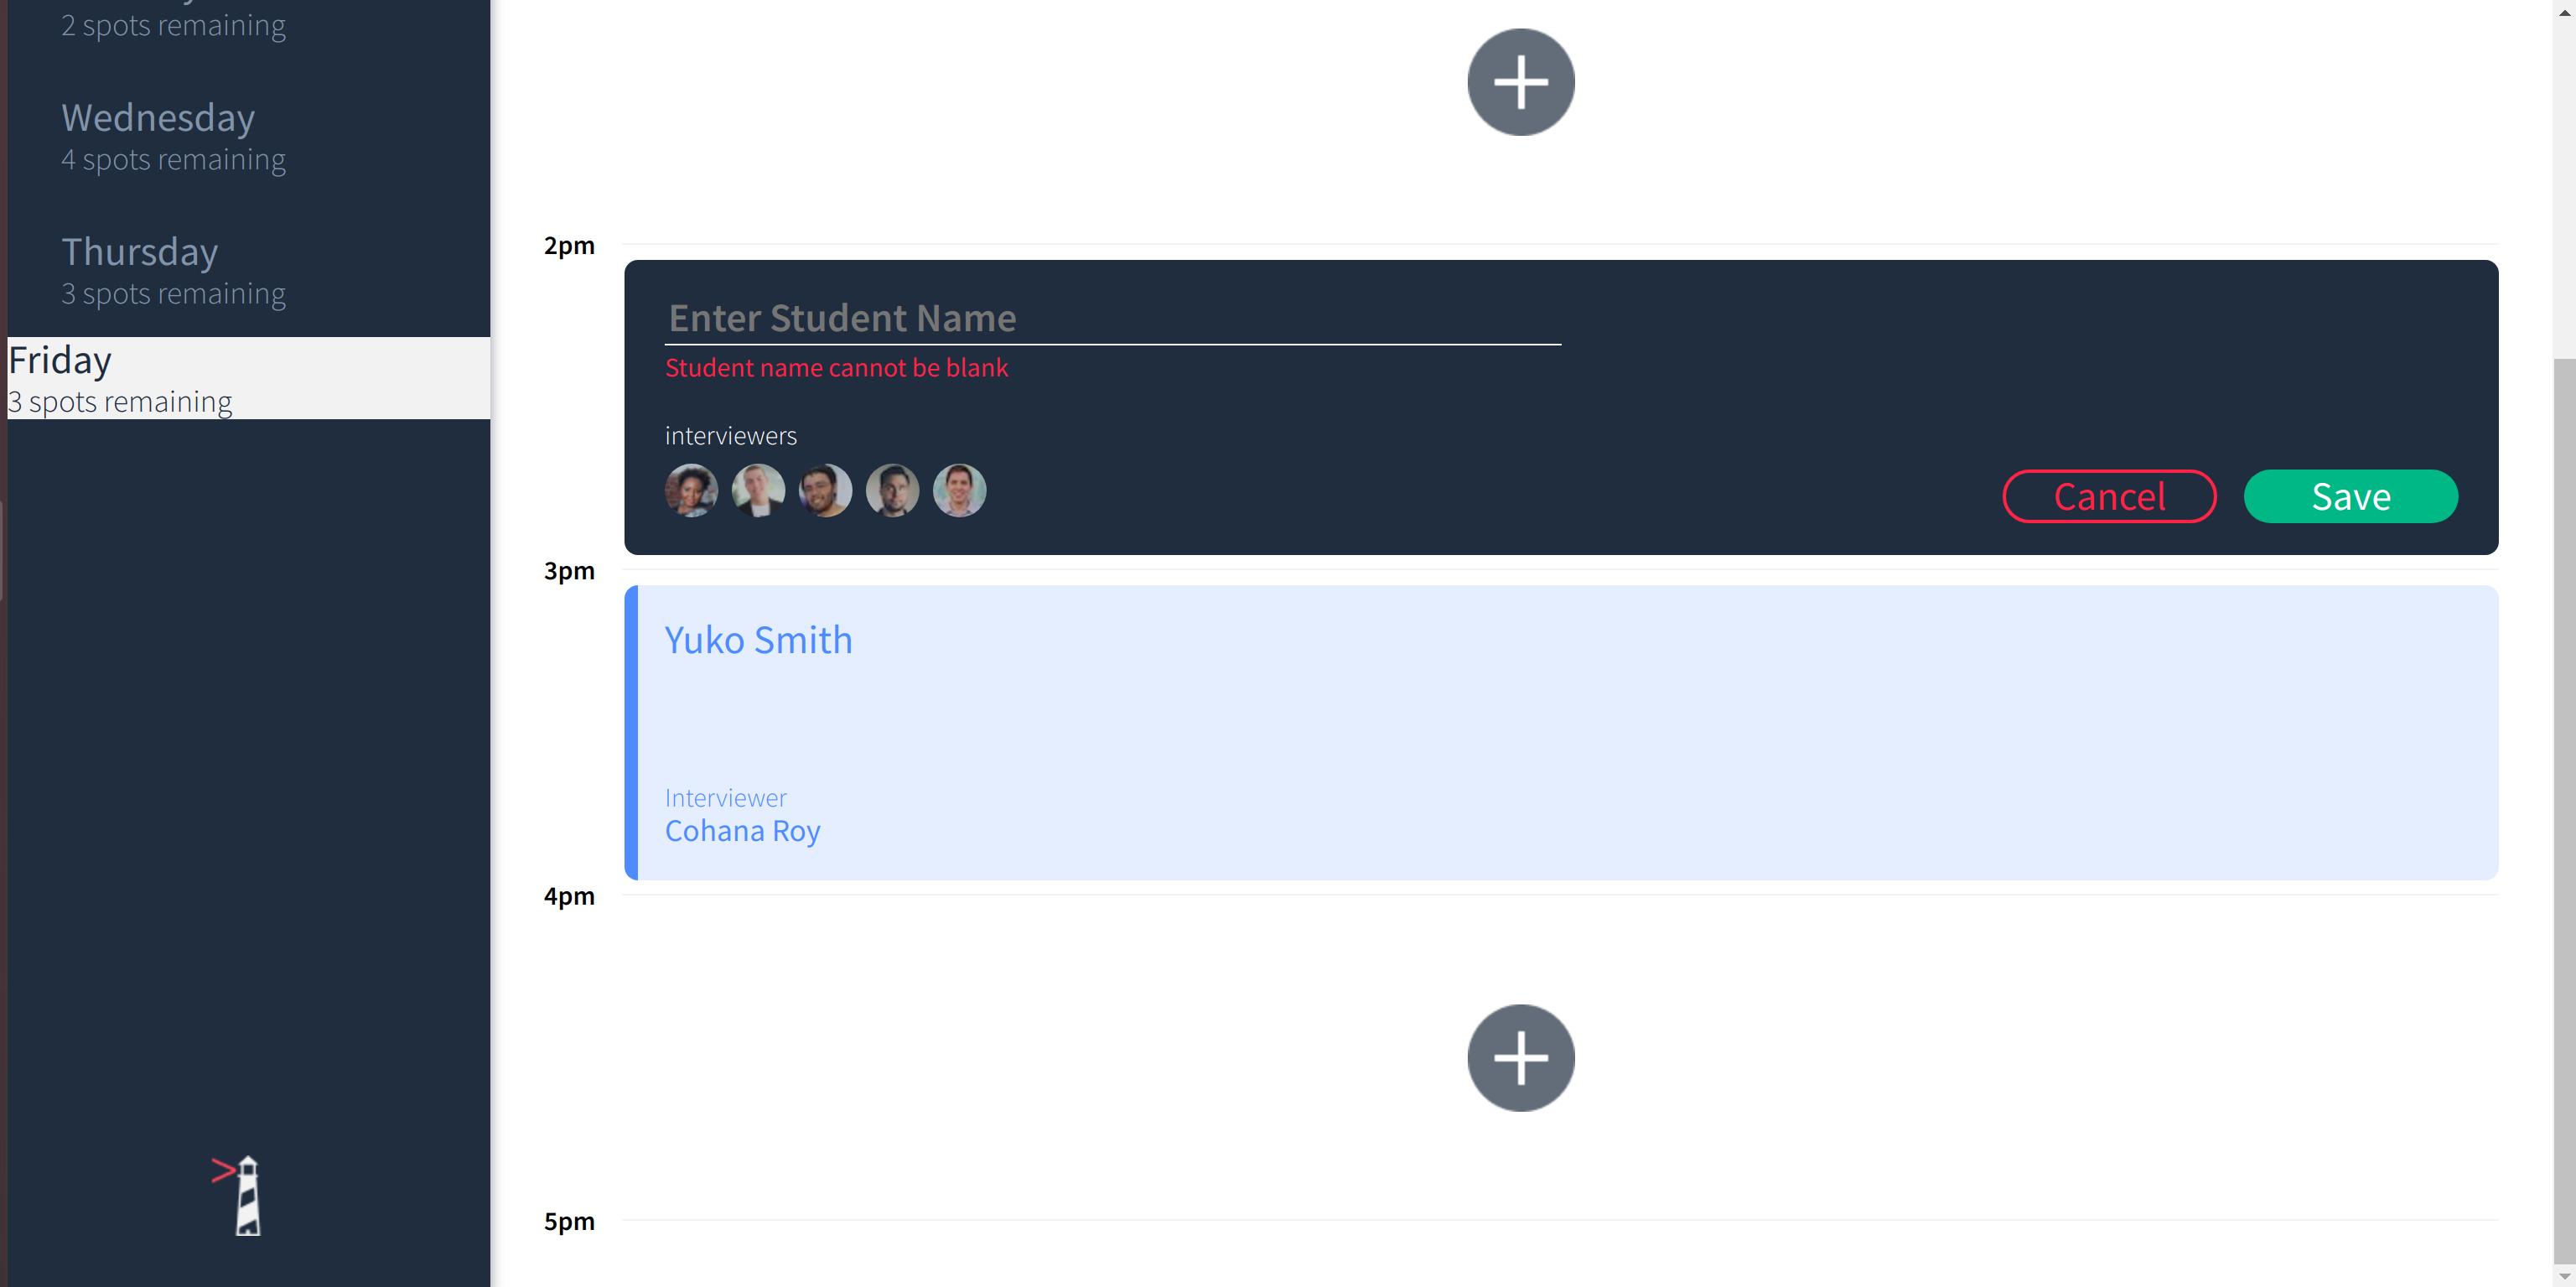 2 spots remaining
Wednesday
4 spots remaining
Thursday
3 spots remaining
Friday
3 spots remaining
2pm
Enter Student Name
Student name cannot be blank
interviewers
Cancel
Save
3pm
Yuko Smith
Interviewer
Cohana Roy
4pm
5pm